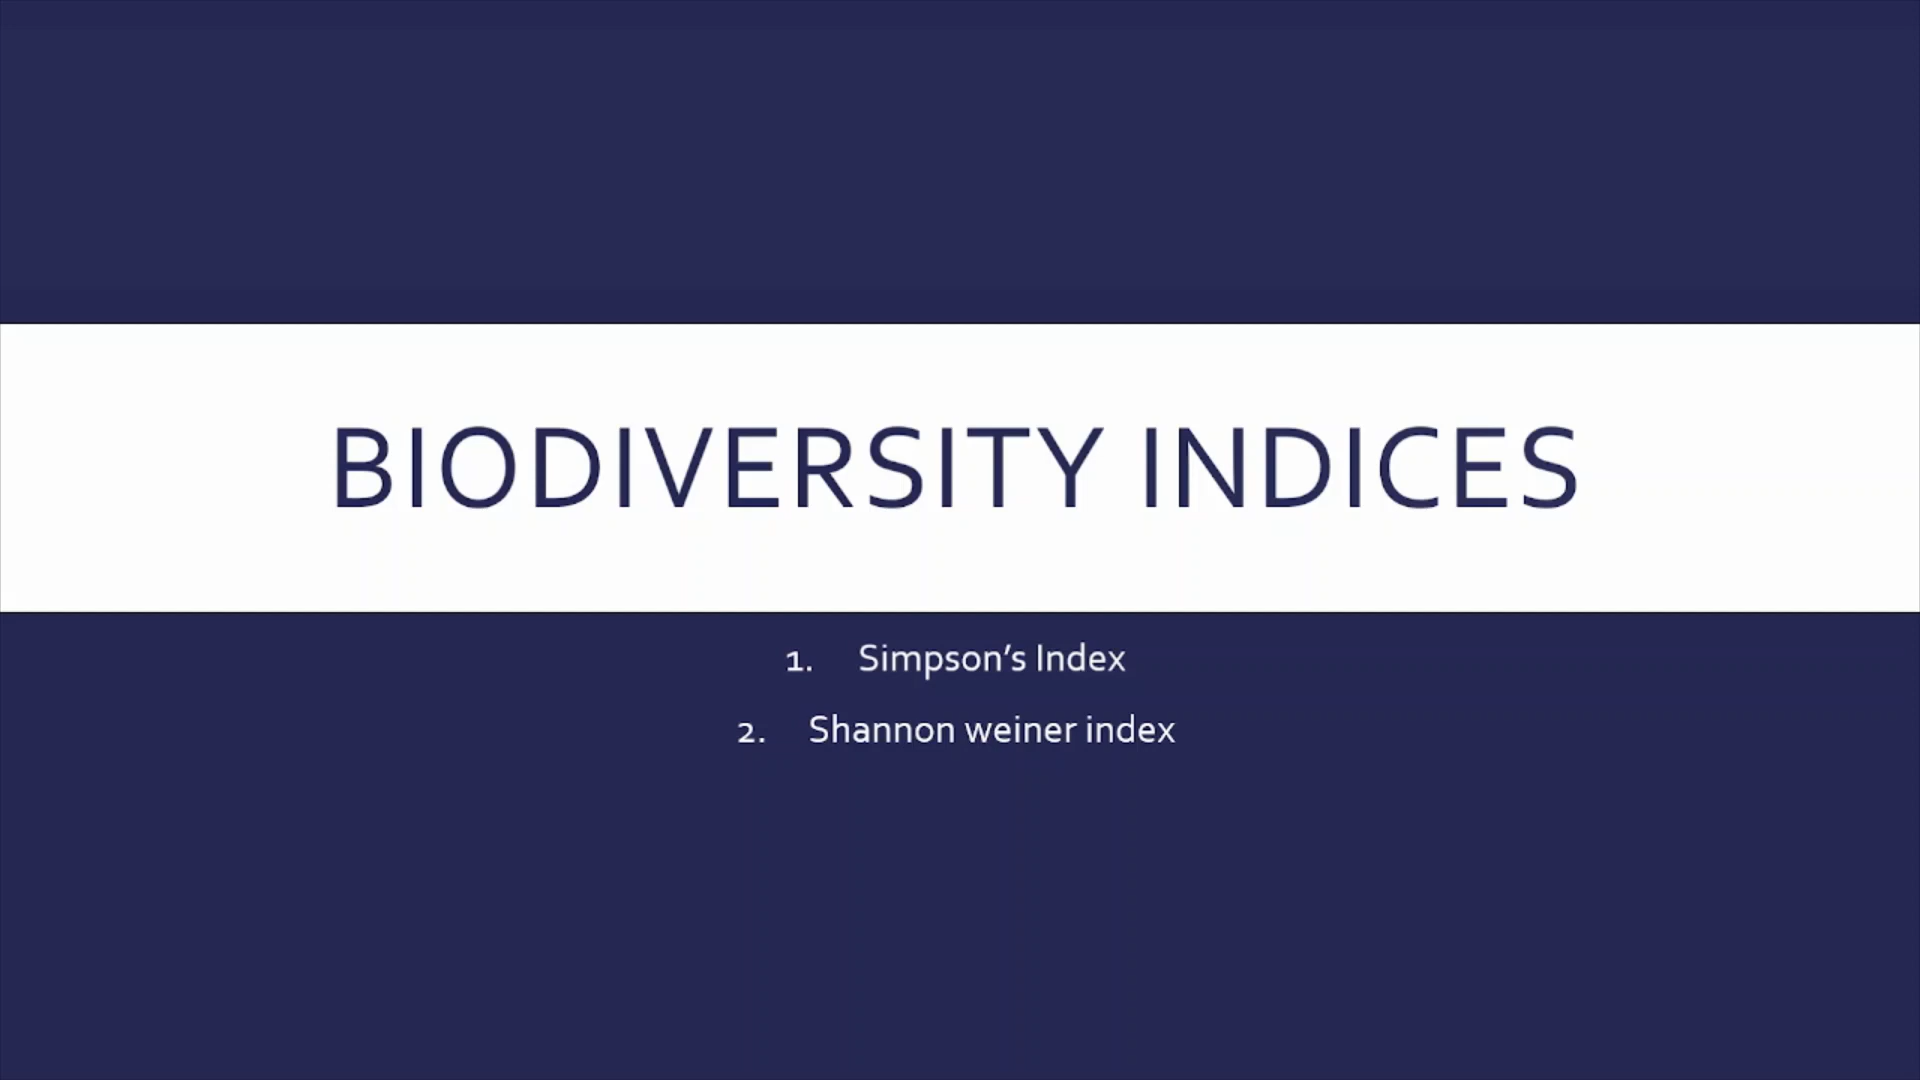 BIODIVERSITY INDICES
1. Simpson’s Index
2. Shannon weiner index